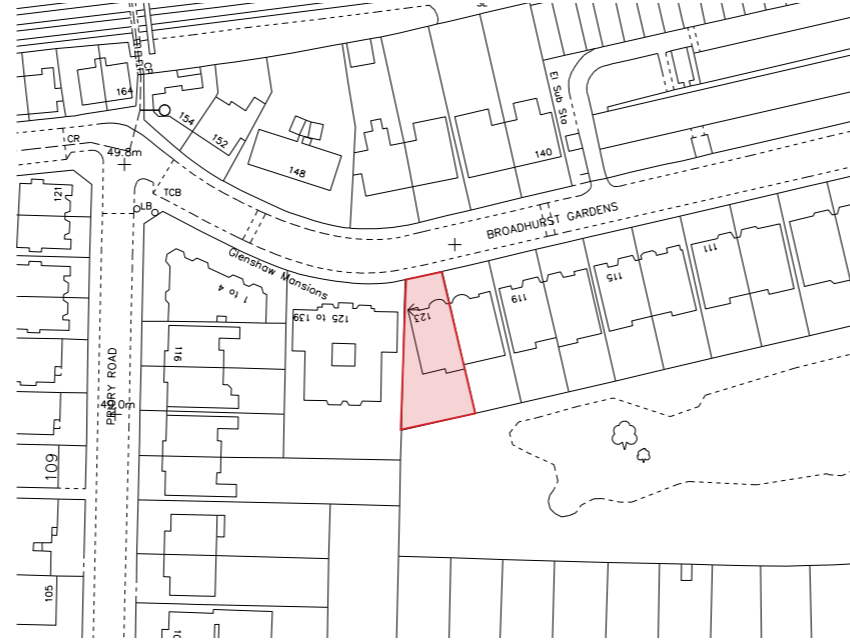 CR
164
154
152
148
El Sub Sta
140
CR
49.8m
121
TCB
LB
BROADHURST GARDENS
Glenshaw Mansions
1 to 4
125 to 139
123
119
115
111
116
PRIORY ROAD
49.0m
109
105